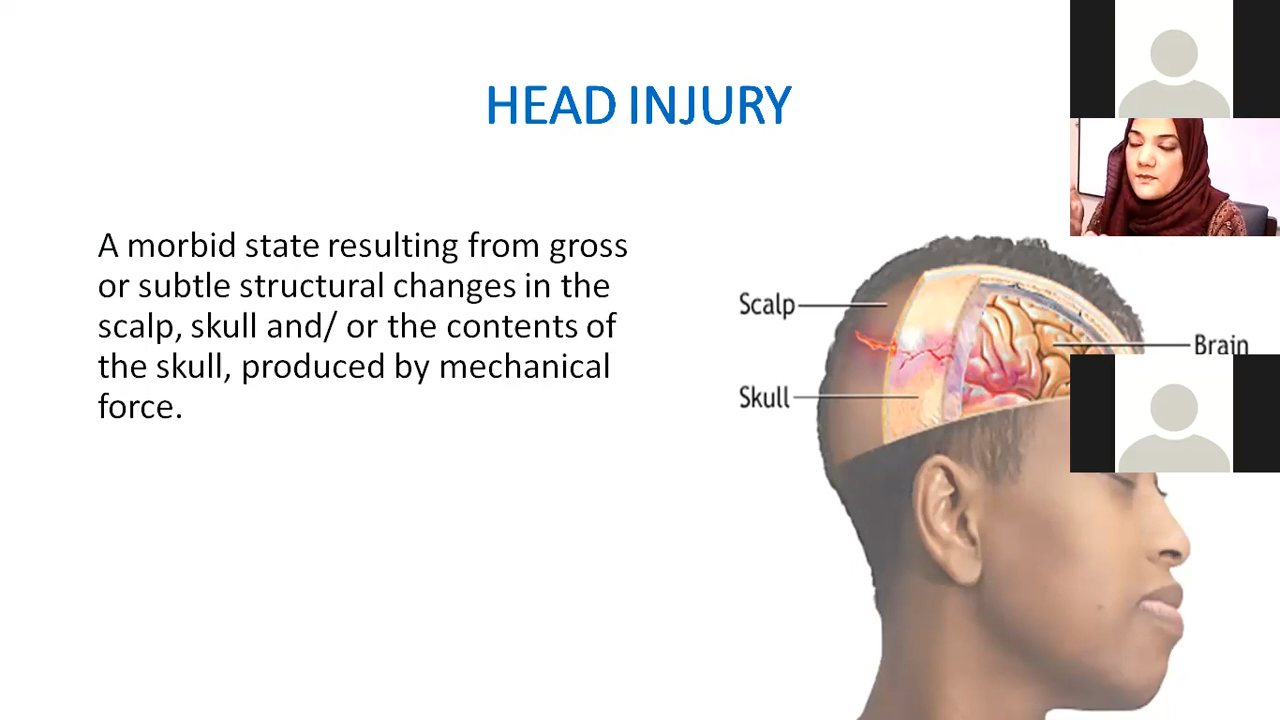 HEAD INJURY
A morbid state resulting from gross
or subtle structural changes in the
scalp, skull and/ or the contents of
the skull, produced by mechanical
force.
Scalp
Brain
Skull